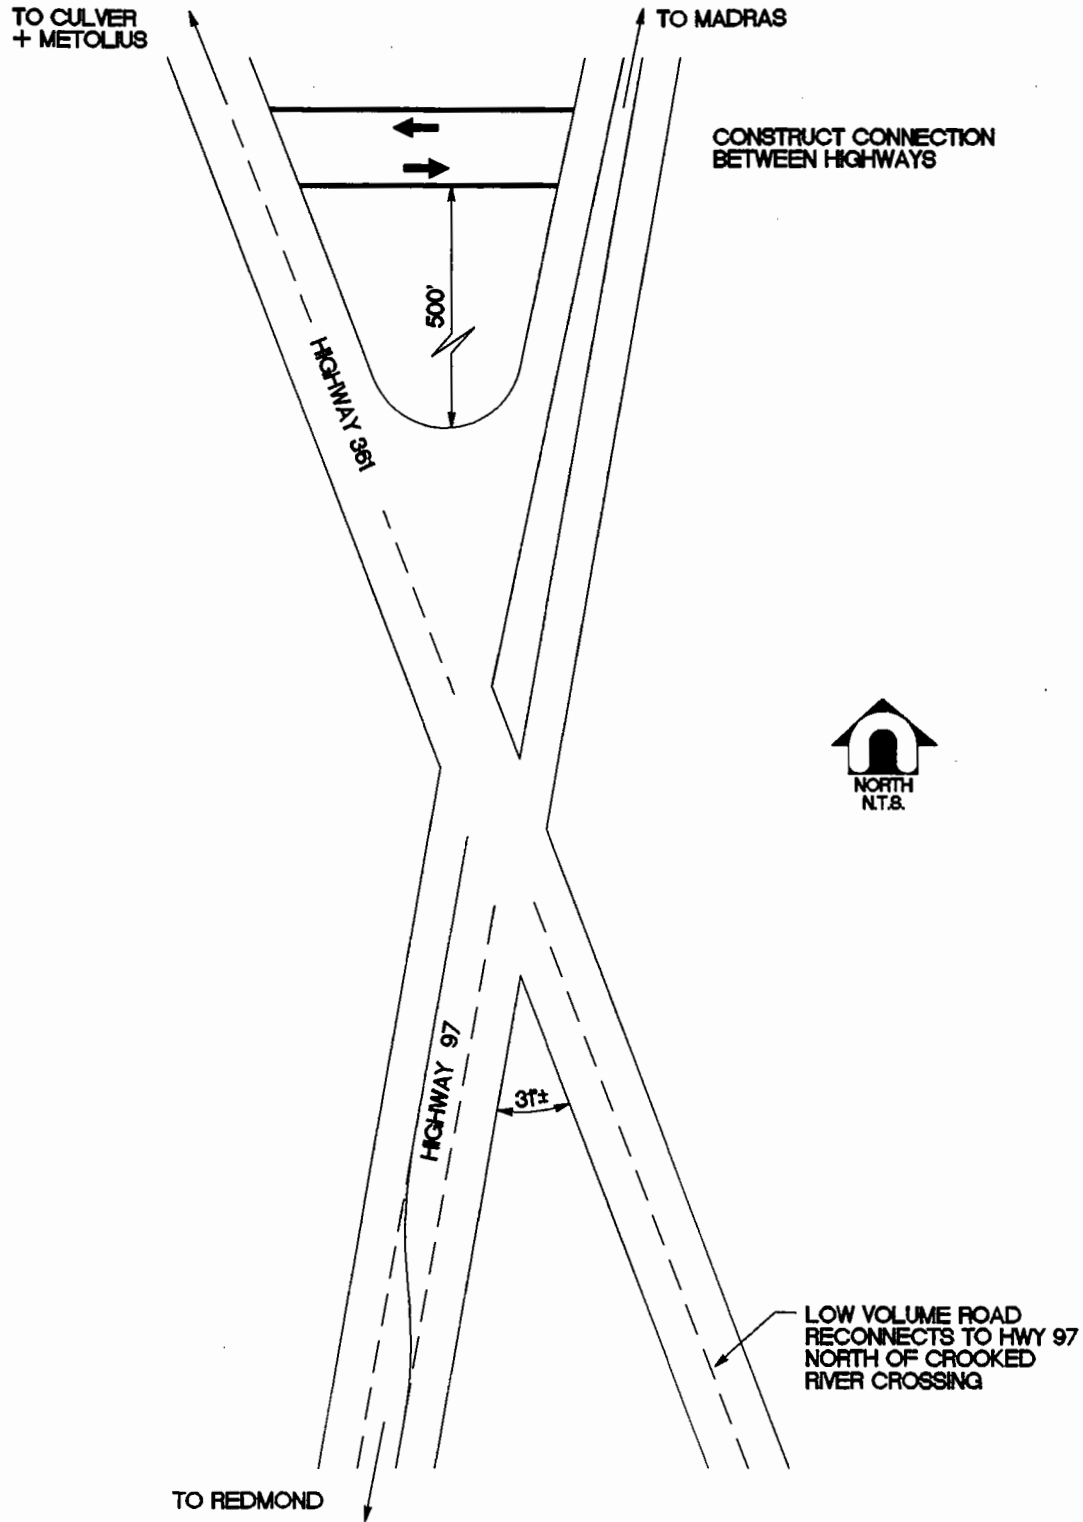 TO CULVER
+ METOLIUS
TO MADRAS
CONSTRUCT CONNECTION
BETWEEN HIGHWAYS
500'
HIGHWAY 361
NORTH
N.T.S.
HIGHWAY 97
31°±
LOW VOLUME ROAD
RECONNECTS TO HWY 97
NORTH OF CROOKED
RIVER CROSSING
TO REDMOND